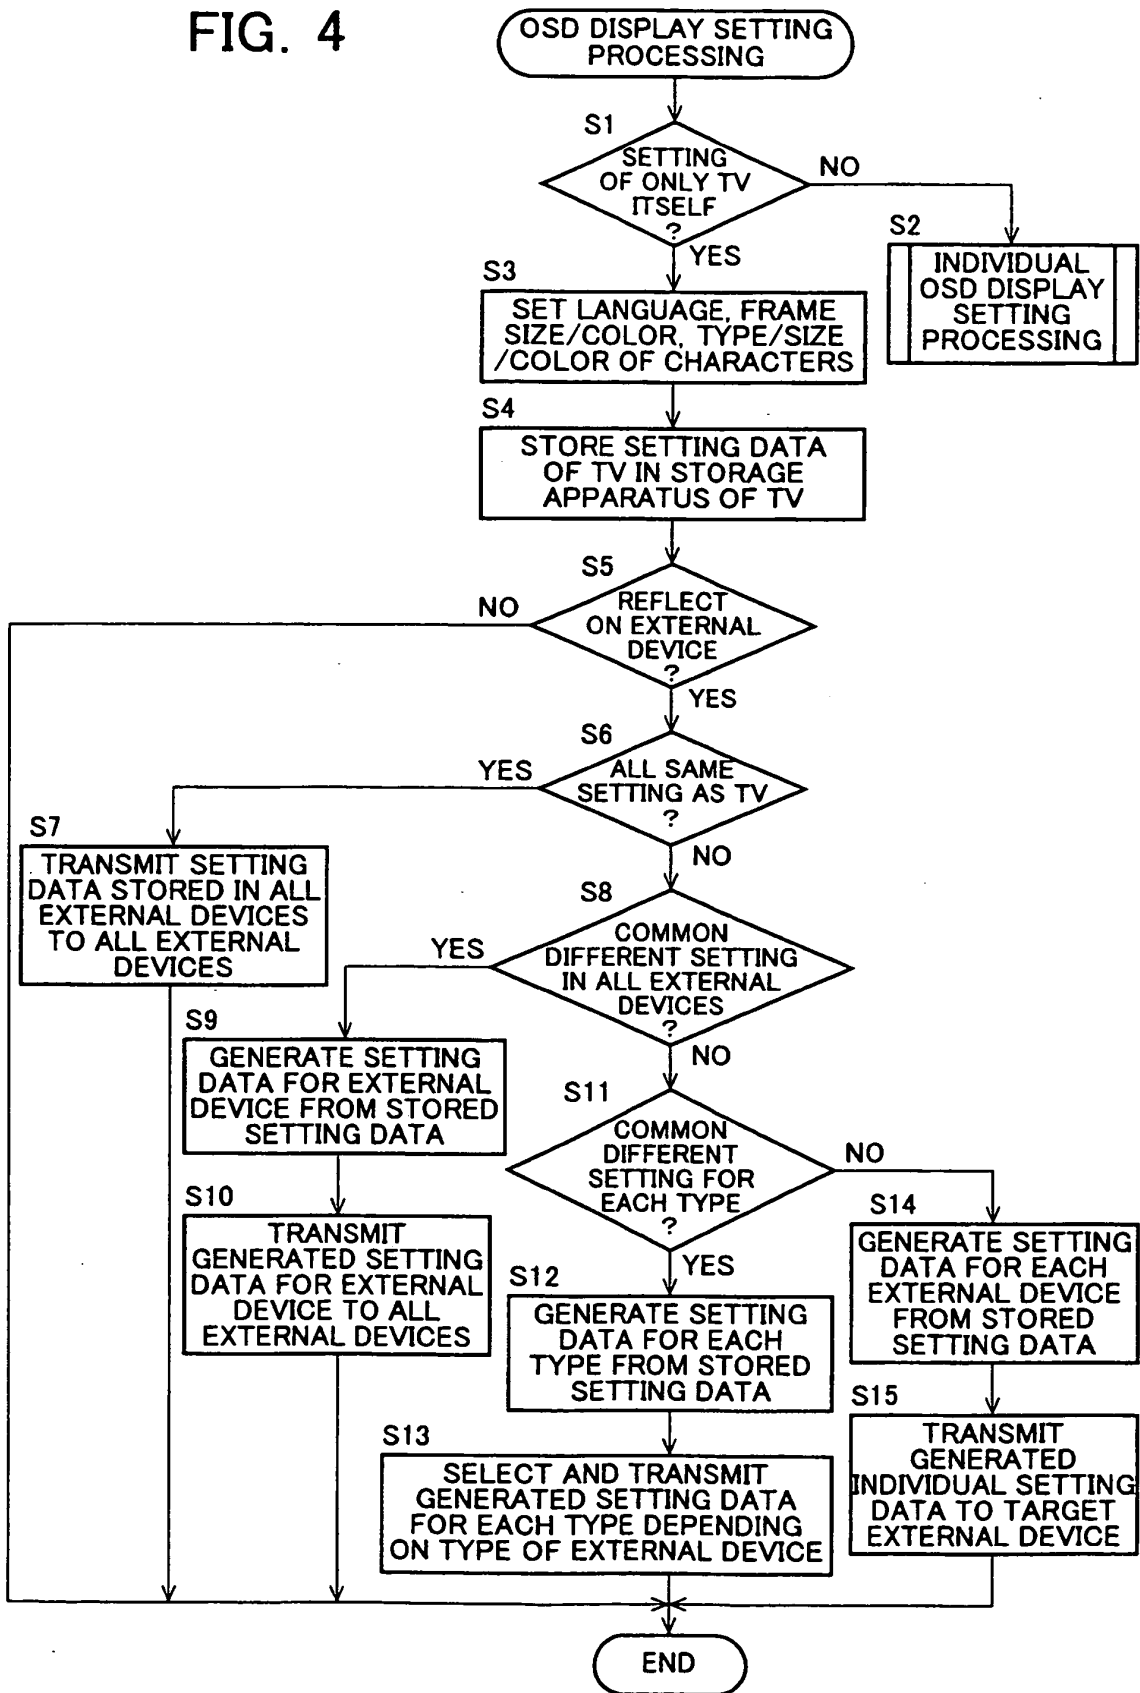 FIG. 4
OSD DISPLAY SETTING
PROCESSING
S1
SETTING
OF ONLY TV
ITSELF
?
NO
YES
S2
INDIVIDUAL
OSD DISPLAY
SETTING
PROCESSING
S3
SET LANGUAGE, FRAME
SIZE/COLOR, TYPE/SIZE
/COLOR OF CHARACTERS
S4
STORE SETTING DATA
OF TV IN STORAGE
APPARATUS OF TV
S5
REFLECT
ON EXTERNAL
DEVICE
?
NO
YES
S6
ALL SAME
SETTING AS TV
?
YES
NO
S7
TRANSMIT SETTING
DATA STORED IN ALL
EXTERNAL DEVICES
TO ALL EXTERNAL
DEVICES
S8
COMMON
DIFFERENT SETTING
IN ALL EXTERNAL
DEVICES
?
YES
NO
S9
GENERATE SETTING
DATA FOR EXTERNAL
DEVICE FROM STORED
SETTING DATA
S10
TRANSMIT
GENERATED SETTING
DATA FOR EXTERNAL
DEVICE TO ALL
EXTERNAL DEVICES
S11
COMMON
DIFFERENT
SETTING FOR
EACH TYPE
?
NO
YES
S12
GENERATE SETTING
DATA FOR EACH
TYPE FROM STORED
SETTING DATA
S13
SELECT AND TRANSMIT
GENERATED SETTING DATA
FOR EACH TYPE DEPENDING
ON TYPE OF EXTERNAL DEVICE
S14
GENERATE SETTING
DATA FOR EACH
EXTERNAL DEVICE
FROM STORED
SETTING DATA
S15
TRANSMIT
GENERATED
INDIVIDUAL SETTING
DATA TO TARGET
EXTERNAL DEVICE
END